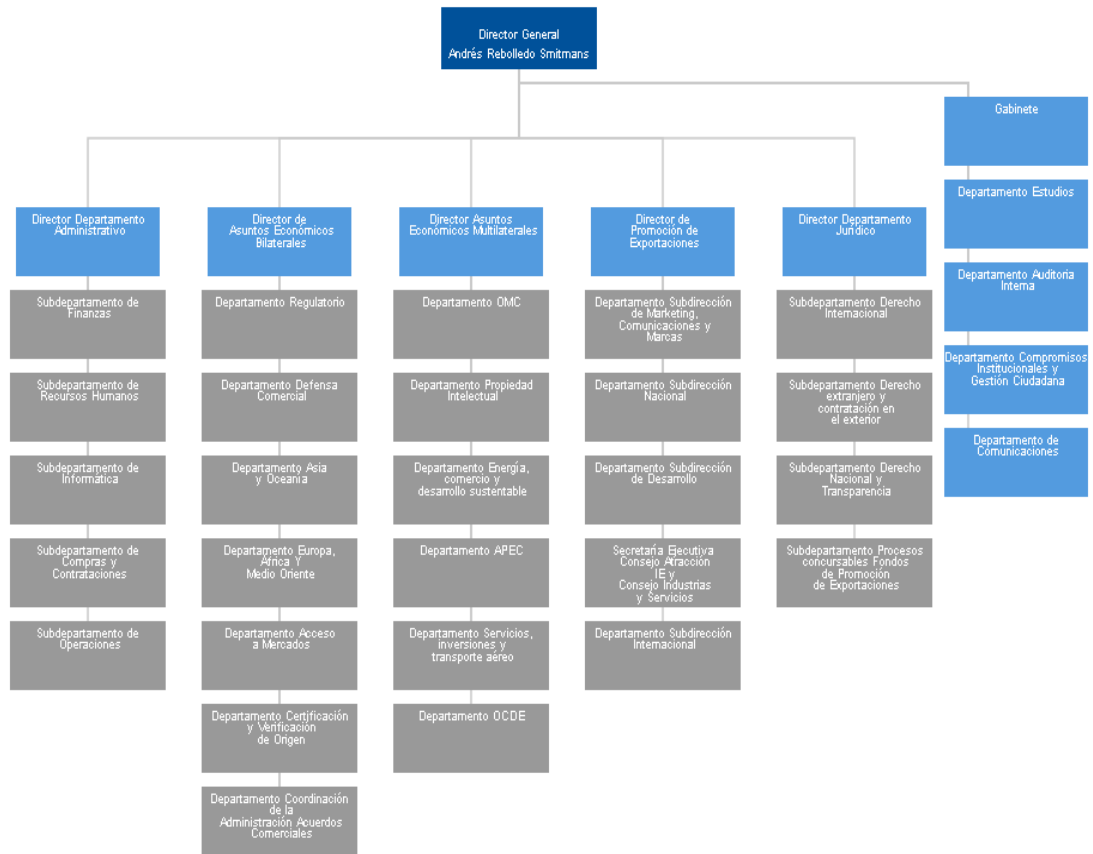 Director General
Andrés Rebolledo Smitmans
Gabinete
Departamento Estudios
Departamento Auditoria
Interna
Departamento Compromisos
Institucionales y
Gestión Ciudadana
Departamento de
Comunicaciones
Director Departamento
Administrativo
Subdepartamento de
Finanzas
Subdepartamento de
Recursos Humanos
Subdepartamento de
Informática
Subdepartamento de
Compras y
Contrataciones
Subdepartamento de
Operaciones
Director de
Asuntos Económicos
Bilaterales
Departamento Regulatorio
Departamento Defensa
Comercial
Departamento Asia
y Oceanía
Departamento Europa,
África Y
Medio Oriente
Departamento Acceso
a Mercados
Departamento Certificación
y Verificación
de Origen
Departamento Coordinación
de la
Administración Acuerdos
Comerciales
Director Asuntos
Económicos Multilaterales
Departamento OMC
Departamento Propiedad
Intelectual
Departamento Energía,
comercio y
desarrollo sustentable
Departamento APEC
Departamento Servicios,
inversiones y
transporte aéreo
Departamento OCDE
Director de
Promoción de
Exportaciones
Departamento Subdirección
de Marketing,
Comunicaciones y
Marcas
Departamento Subdirección
Nacional
Departamento Subdirección
de Desarrollo
Secretaría Ejecutiva
Consejo Atracción
IE y
Consejo Industrias
y Servicios
Departamento Subdirección
Internacional
Director Departamento
Jurídico
Subdepartamento Derecho
Internacional
Subdepartamento Derecho
extranjero y
contratación en
el exterior
Subdepartamento Derecho
Nacional y
Transparencia
Subdepartamento Procesos
concursables Fondos
de Promoción
de Exportaciones